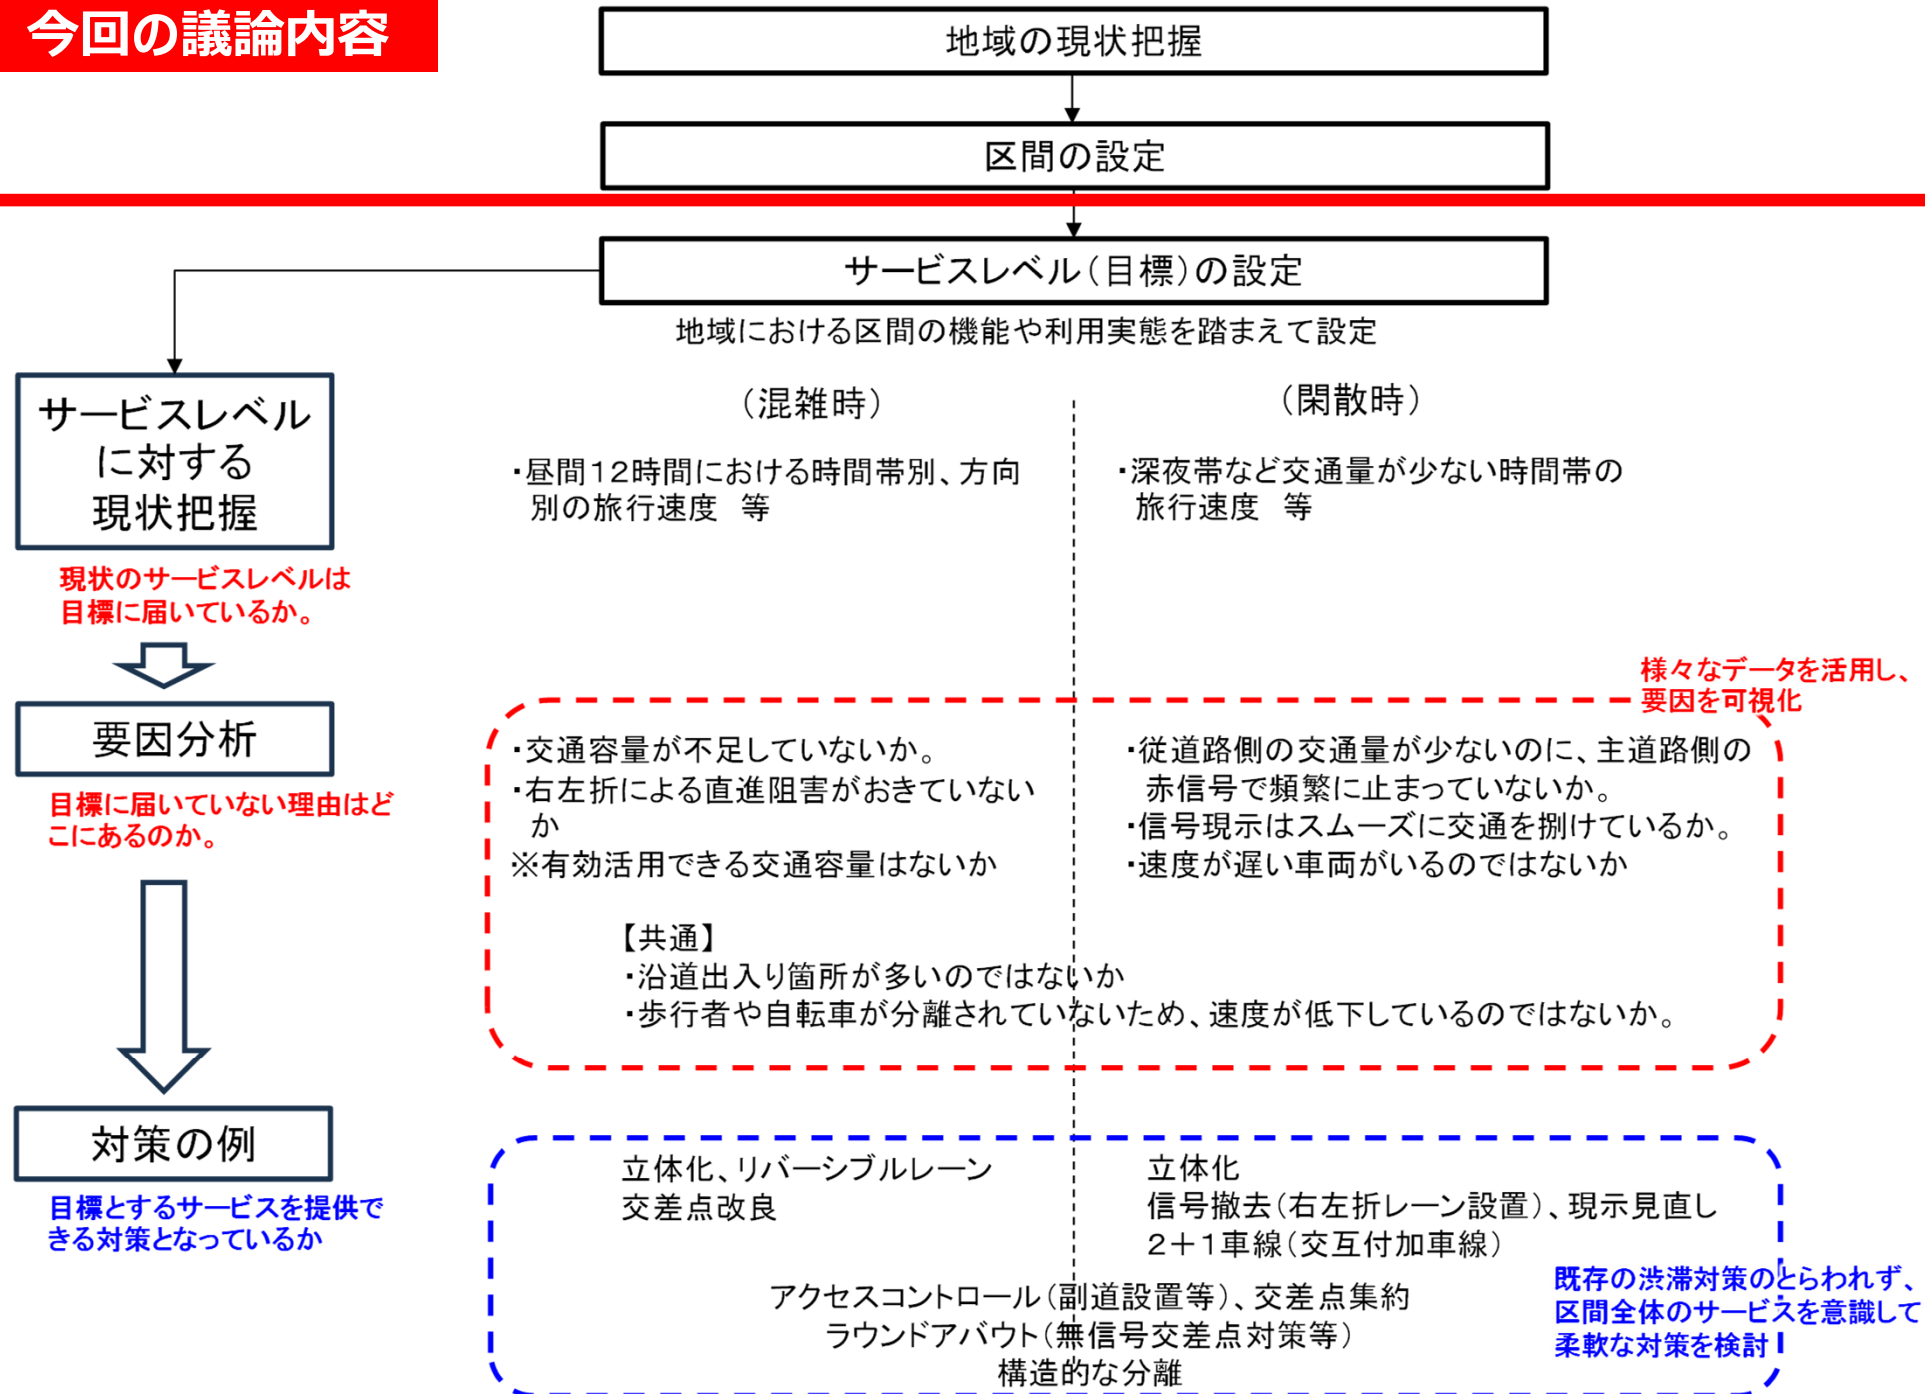 今回の議論内容
地域の現状把握
区間の設定
サービスレベル（目標）の設定
地域における区間の機能や利用実態を踏まえて設定
サービスレベル
に対する
現状把握
現状のサービスレベルは
目標に届いているか。
（混雑時）
・昼間１２時間における時間帯別、方向
別の旅行速度　等
（閑散時）
・深夜帯など交通量が少ない時間帯の
旅行速度　等
様々なデータを活用し、
要因を可視化
要因分析
目標に届いていない理由はど
こにあるのか。
・交通容量が不足していないか。
・右左折による直進阻害がおきていない
か
※有効活用できる交通容量はないか
・従道路側の交通量が少ないのに、主道路側の
赤信号で頻繁に止まっていないか。
・信号現示はスムーズに交通を捌けているか。
・速度が遅い車両がいるのではないか
【共通】
・沿道出入り箇所が多いのではないか
・歩行者や自転車が分離されていないため、速度が低下しているのではないか。
対策の例
目標とするサービスを提供で
きる対策となっているか
立体化、リバーシブルレーン
交差点改良
立体化
信号撤去（右左折レーン設置）、現示見直し
２＋１車線（交互付加車線）
アクセスコントロール（副道設置等）、交差点集約
ラウンドアバウト（無信号交差点対策等）
構造的な分離
既存の渋滞対策のとらわれず、
区間全体のサービスを意識して
柔軟な対策を検討